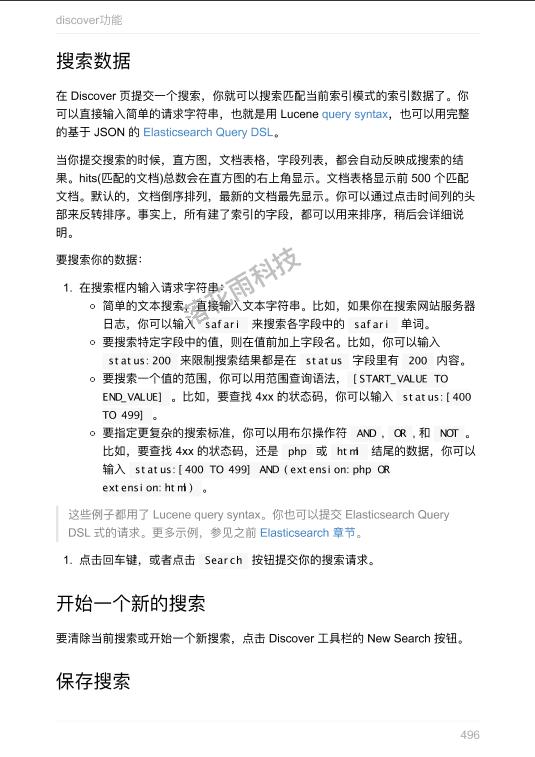 discover功能
搜索数据
在 Discover 页提交一个搜索，你就可以搜索匹配当前索引模式的索引数据了。你
可以直接输入简单的请求字符串，也就是用 Lucene query syntax，也可以用完整
的基于 JSON 的 Elasticsearch Query DSL。
当你提交搜索的时候，直方图，文档表格，字段列表，都会自动反映成搜索的结
果。hits(匹配的文档)总数会在直方图的右上角显示。文档表格显示前 500 个匹配
文档。默认的，文档倒序排列，最新的文档最先显示。你可以通过点击时间列的头
部来反转排序。事实上，所有建了索引的字段，都可以用来排序，稍后会详细说
明。
要搜索你的数据：
1. 在搜索框内输入请求字符串：
○ 简单的文本搜索，直接输入文本字符串。比如，如果你在搜索网站服务器
日志，你可以输入 safari 来搜索各字段中的 safari 单词。
○ 要搜索特定字段中的值，则在值前加上字段名。比如，你可以输入
status:200 来限制搜索结果都是在 status 字段里有 200 内容。
○ 要搜索一个值的范围，你可以用范围查询语法， [START_VALUE TO
END_VALUE] 。比如，要查找 4xx 的状态码，你可以输入 status:[400
TO 499] 。
○ 要指定更复杂的搜索标准，你可以用布尔操作符 AND , OR ,和 NOT 。
比如，要查找 4xx 的状态码，还是 php 或 html 结尾的数据，你可以
输入 status:[400 TO 499] AND (extension:php OR
extension:html) 。
这些例子都用了 Lucene query syntax。你也可以提交 Elasticsearch Query
DSL 式的请求。更多示例，参见之前 Elasticsearch 章节。
1. 点击回车键，或者点击 Search 按钮提交你的搜索请求。
开始一个新的搜索
要清除当前搜索或开始一个新搜索，点击 Discover 工具栏的 New Search 按钮。
保存搜索
496
落花雨科技